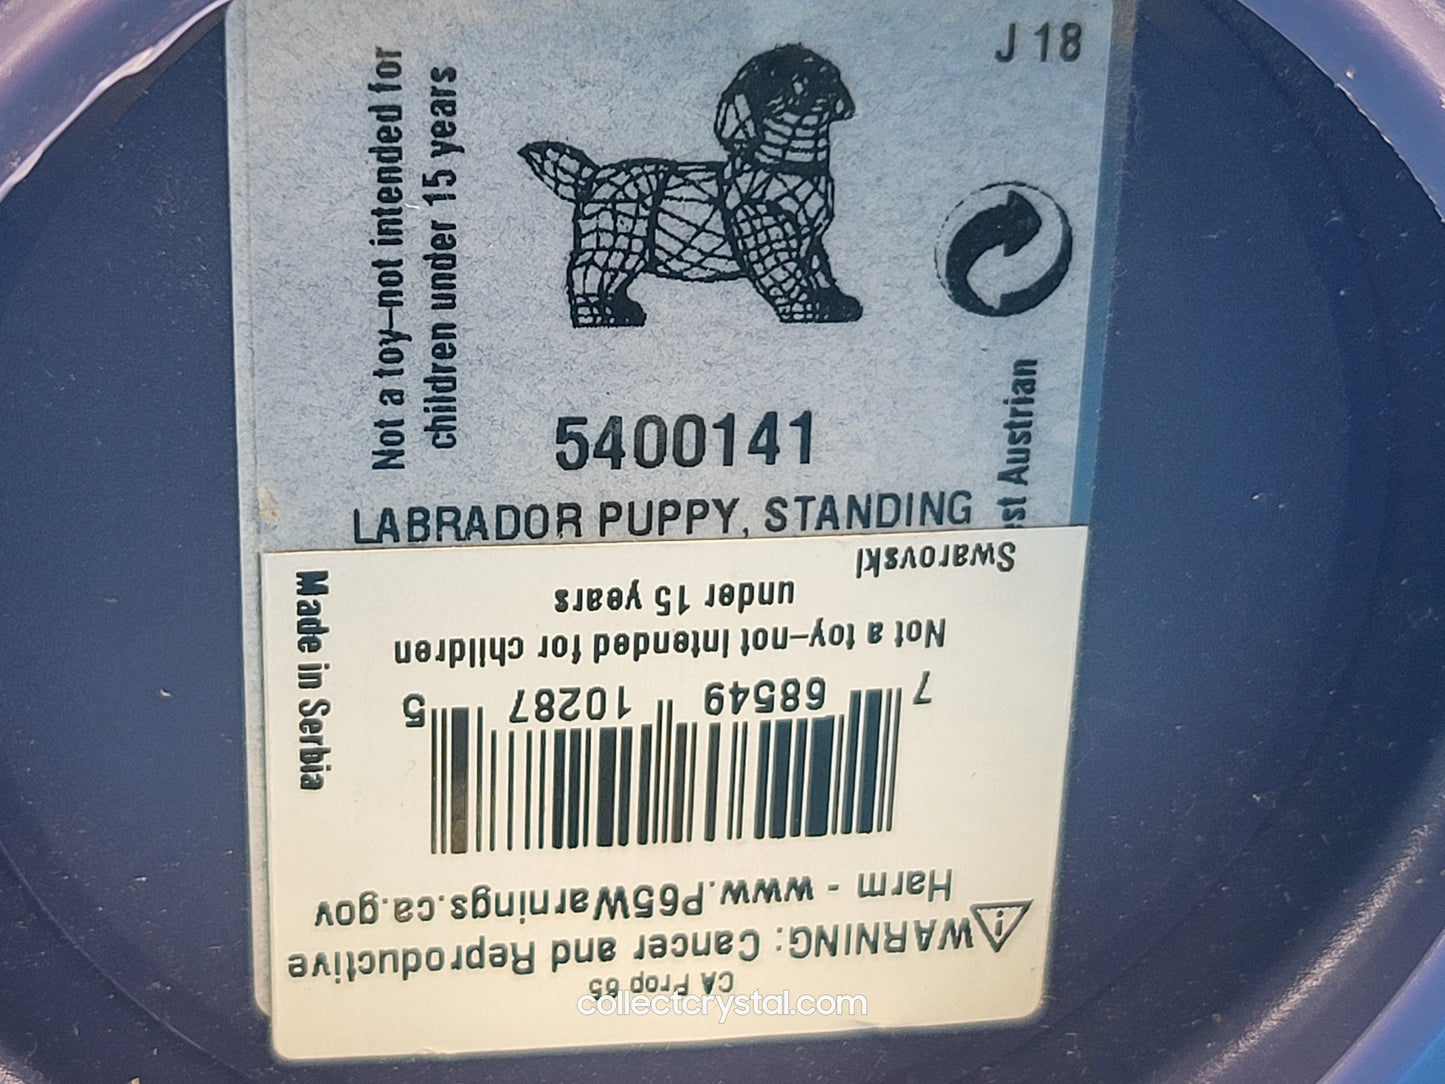 J 18
Not a toy–not intended for
children under 15 years
5400141
LABRADOR PUPPY, STANDING
Austrian
Made in Serbia
Swarovski
Not a toy–not intended for children
under 15 years
7 68549 10287 5
WARNING: Cancer and Reproductive
Harm - www.P65Warnings.ca.gov
CA Prop 65
collectcrystal.com